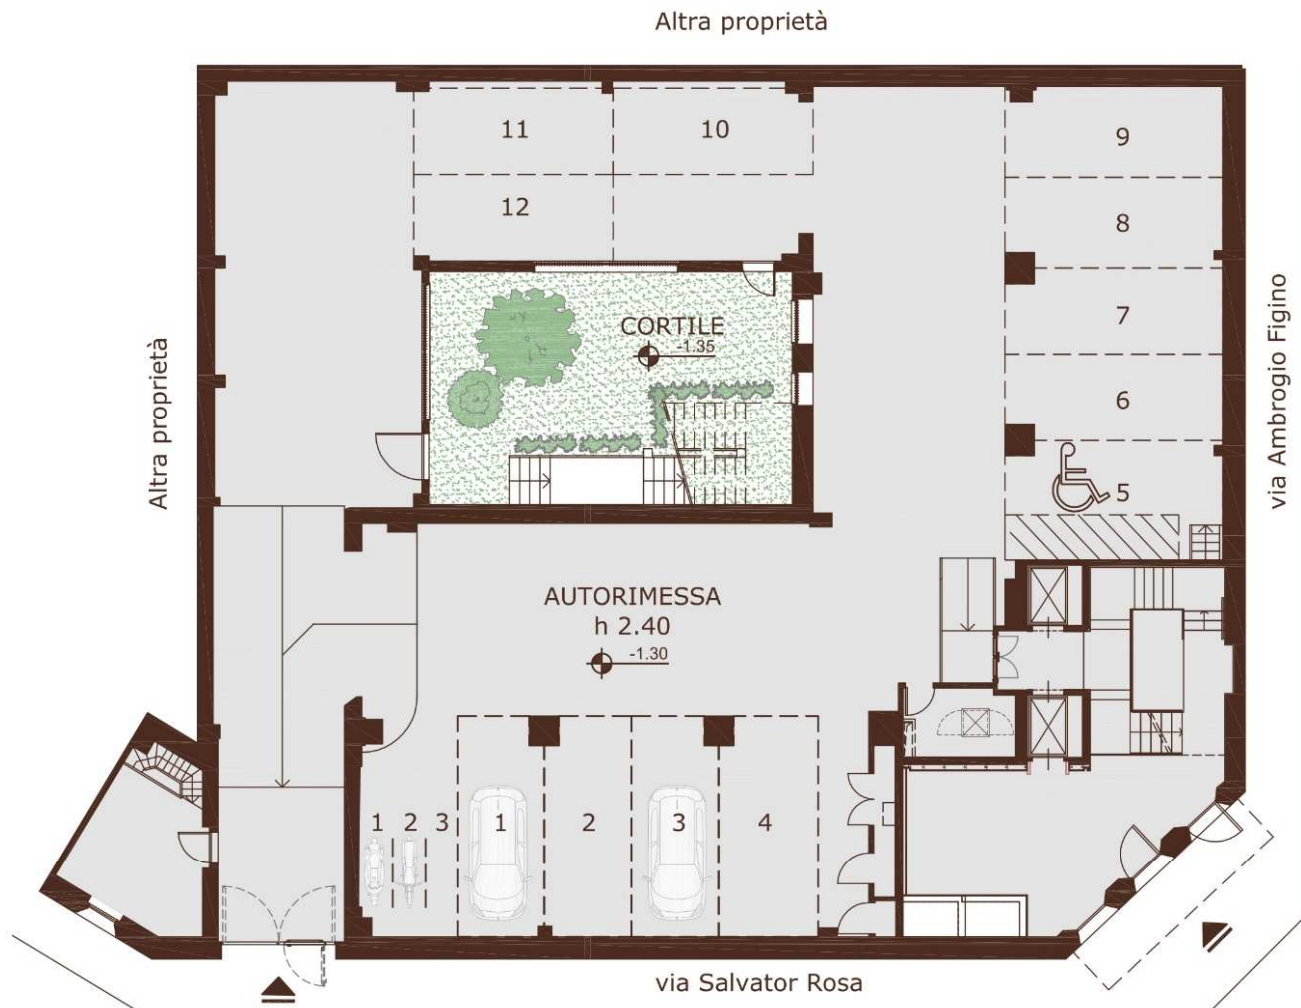 Altra proprietà
11
10
9
12
8
CORTILE
-1.35
7
Altra proprietà
via Ambrogio Figino
6
5
AUTORIMESSA
h 2.40
-1.30
1 2 3 1 2 3 4
via Salvator Rosa